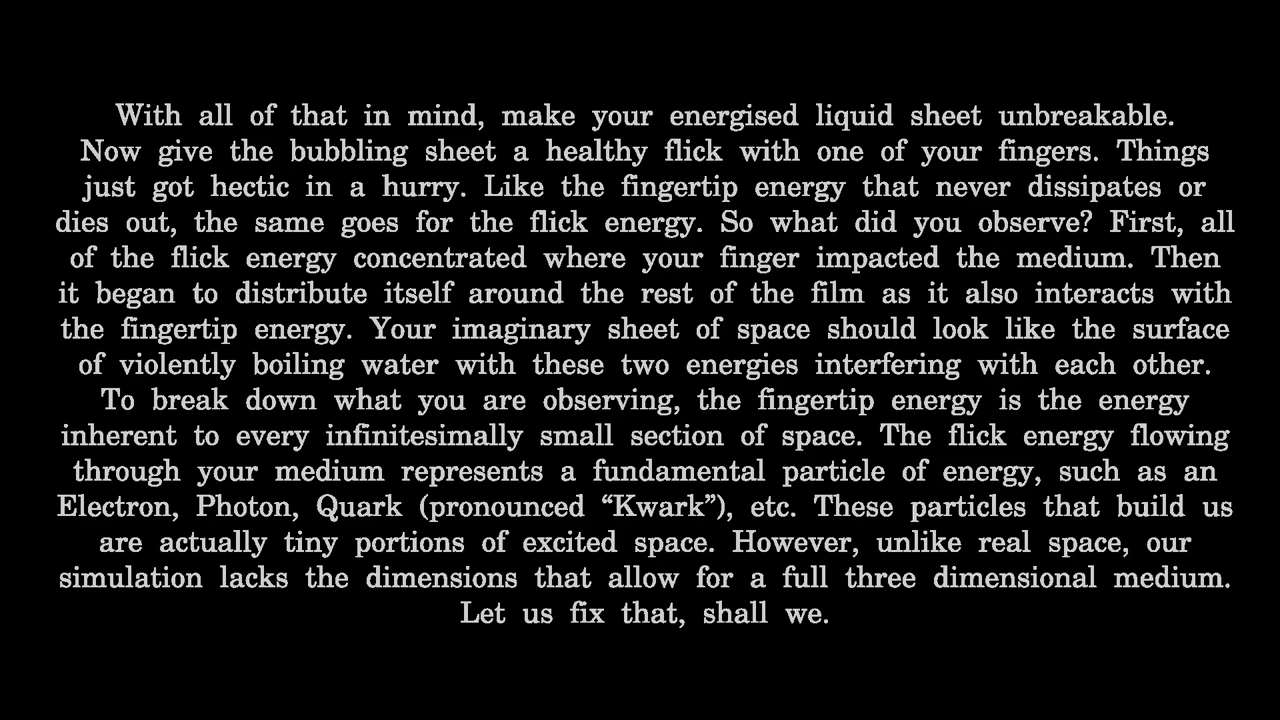 With all of that in mind, make your energised liquid sheet unbreakable.
Now give the bubbling sheet a healthy flick with one of your fingers. Things
just got hectic in a hurry. Like the fingertip energy that never dissipates or
dies out, the same goes for the flick energy. So what did you observe? First, all
of the flick energy concentrated where your finger impacted the medium. Then
it began to distribute itself around the rest of the film as it also interacts with
the fingertip energy. Your imaginary sheet of space should look like the surface
of violently boiling water with these two energies interfering with each other.
To break down what you are observing, the fingertip energy is the energy
inherent to every infinitesimally small section of space. The flick energy flowing
through your medium represents a fundamental particle of energy, such as an
Electron, Photon, Quark (pronounced “Kwark”), etc. These particles that build us
are actually tiny portions of excited space. However, unlike real space, our
simulation lacks the dimensions that allow for a full three dimensional medium.
Let us fix that, shall we.